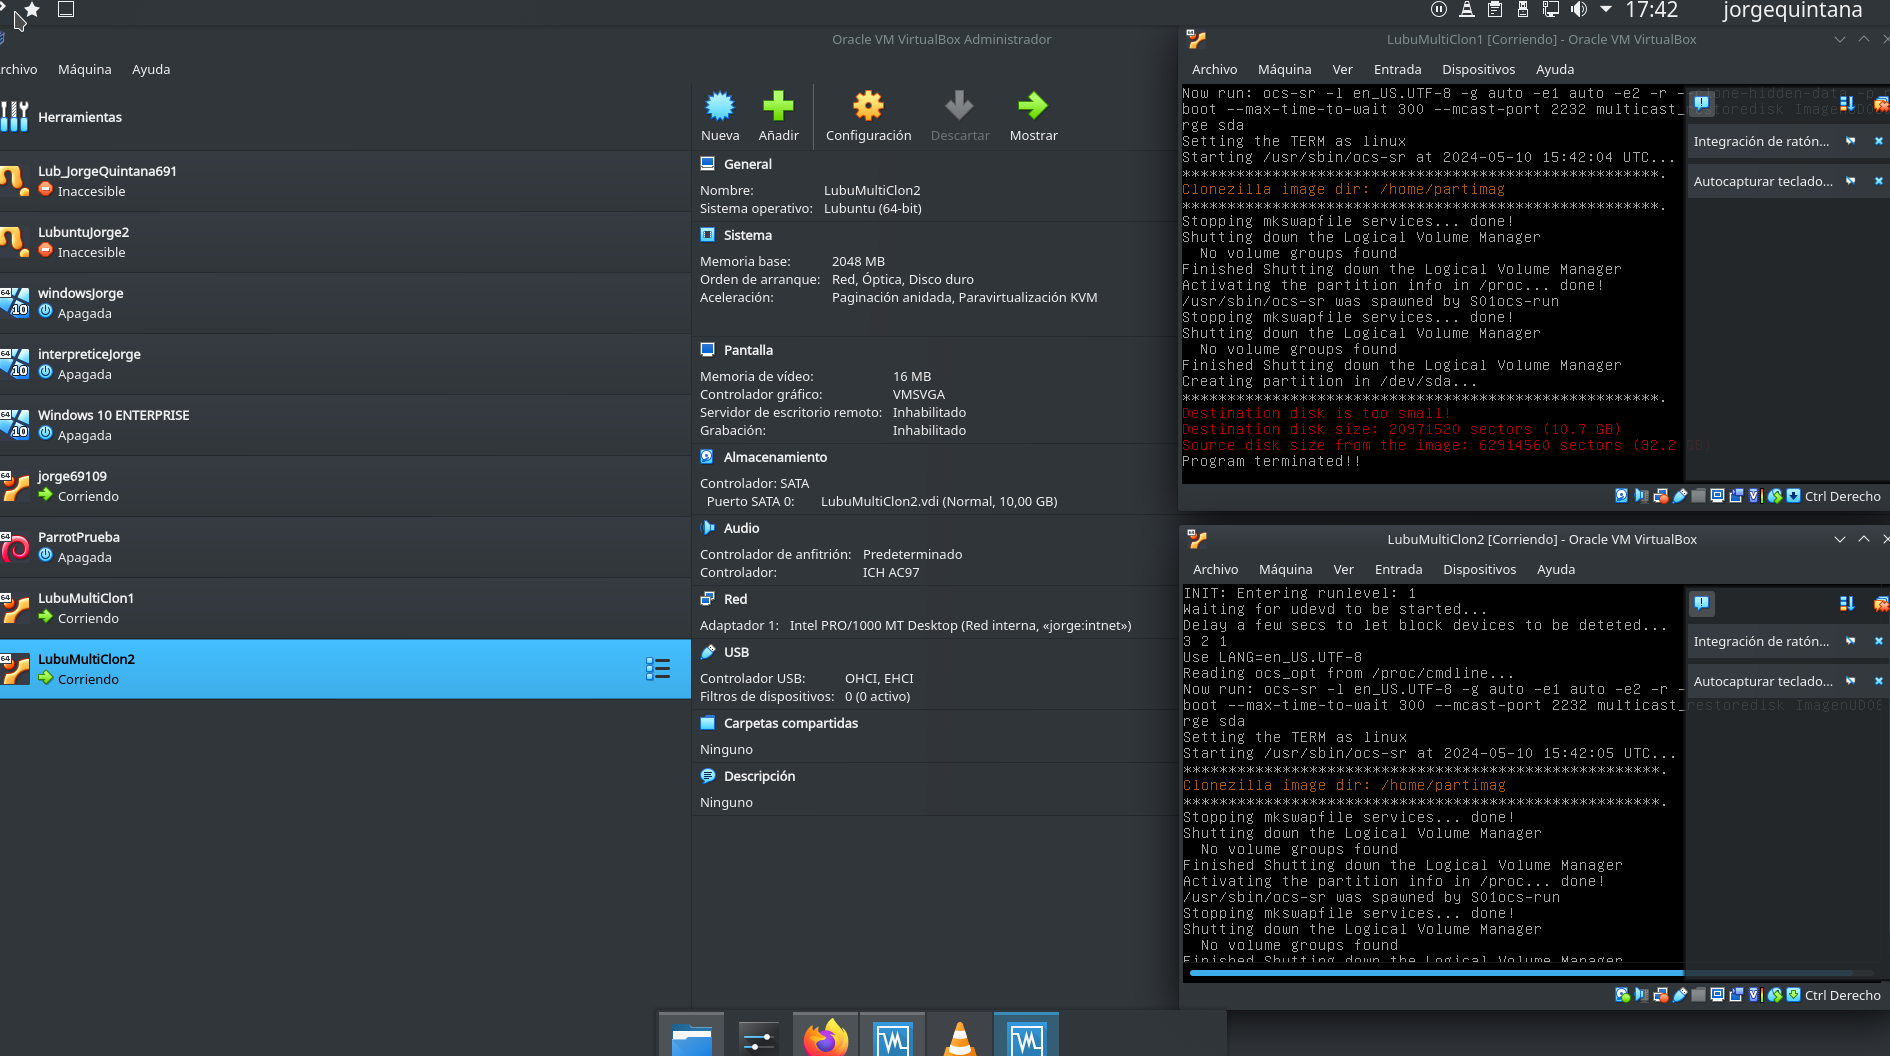 17:42
jorgequintana
Oracle VM VirtualBox Administrador
rchivo Máquina Ayuda
Herramientas
Lub_JorgeQuintana691
Inaccesible
LubuntuJorge2
Inaccesible
64
10
windowsJorge
Apagada
64
10
interpreticeJorge
Apagada
64
10
Windows 10 ENTERPRISE
Apagada
64
jorge69109
Corriendo
64
ParrotPrueba
Apagada
64
LubuMultiClon1
Corriendo
64
LubuMultiClon2
Corriendo
Nueva Añadir Configuración Descartar Mostrar
General
Nombre: LubuMultiClon2
Sistema operativo: Lubuntu (64-bit)
Sistema
Memoria base: 2048 MB
Orden de arranque: Red, Óptica, Disco duro
Aceleración: Paginación anidada, Paravirtualización KVM
Pantalla
Memoria de vídeo: 16 MB
Controlador gráfico: VMSVGA
Servidor de escritorio remoto: Inhabilitado
Grabación: Inhabilitado
Almacenamiento
Controlador: SATA
Puerto SATA 0: LubuMultiClon2.vdi (Normal, 10,00 GB)
Audio
Controlador de anfitrión: Predeterminado
Controlador: ICH AC97
Red
Adaptador 1: Intel PRO/1000 MT Desktop (Red interna, «jorge:intnet»)
USB
Controlador USB: OHCI, EHCI
Filtros de dispositivos: 0 (0 activo)
Carpetas compartidas
Ninguno
Descripción
Ninguno
LubuMultiClon1 [Corriendo] - Oracle VM VirtualBox
Archivo Máquina Ver Entrada Dispositivos Ayuda
Now run: ocs-sr -l en_US.UTF-8 -g auto -e1 auto -e2 -r -
boot --max-time-to-wait 300 --mcast-port 2232 multicast_restoredisk
rge sda
Setting the TERM as linux
Starting /usr/sbin/ocs-sr at 2024-05-10 15:42:04 UTC...
*****************************************************.
Clonezilla image dir: /home/partimag
*****************************************************.
Stopping mkswapfile services... done!
Shutting down the Logical Volume Manager
No volume groups found
Finished Shutting down the Logical Volume Manager
Activating the partition info in /proc... done!
/usr/sbin/ocs-sr was spawned by S01ocs-run
Stopping mkswapfile services... done!
Shutting down the Logical Volume Manager
No volume groups found
Finished Shutting down the Logical Volume Manager
Creating partition in /dev/sda...
*****************************************************.
Destination disk is too small!
Destination disk size: 20971520 sectors (10.7 GB)
Source disk size from the image: 62914560 sectors (32.2 GB)
Program terminated!!
Integración de ratón...
Autocapturar teclado...
Ctrl Derecho
LubuMultiClon2 [Corriendo] - Oracle VM VirtualBox
Archivo Máquina Ver Entrada Dispositivos Ayuda
INIT: Entering runlevel: 1
Waiting for udevd to be started...
Delay a few secs to let block devices to be deteted...
3 2 1
Use LANG=en_US.UTF-8
Reading ocs_opt from /proc/cmdline...
Now run: ocs-sr -l en_US.UTF-8 -g auto -e1 auto -e2 -r -
boot --max-time-to-wait 300 --mcast-port 2232 multicast_restoredisk
rge sda
Setting the TERM as linux
Starting /usr/sbin/ocs-sr at 2024-05-10 15:42:05 UTC...
*****************************************************.
Clonezilla image dir: /home/partimag
*****************************************************.
Stopping mkswapfile services... done!
Shutting down the Logical Volume Manager
No volume groups found
Finished Shutting down the Logical Volume Manager
Activating the partition info in /proc... done!
/usr/sbin/ocs-sr was spawned by S01ocs-run
Stopping mkswapfile services... done!
Shutting down the Logical Volume Manager
No volume groups found
Finished Shutting down the Logical Volume Manager
Integración de ratón...
Autocapturar teclado...
Ctrl Derecho